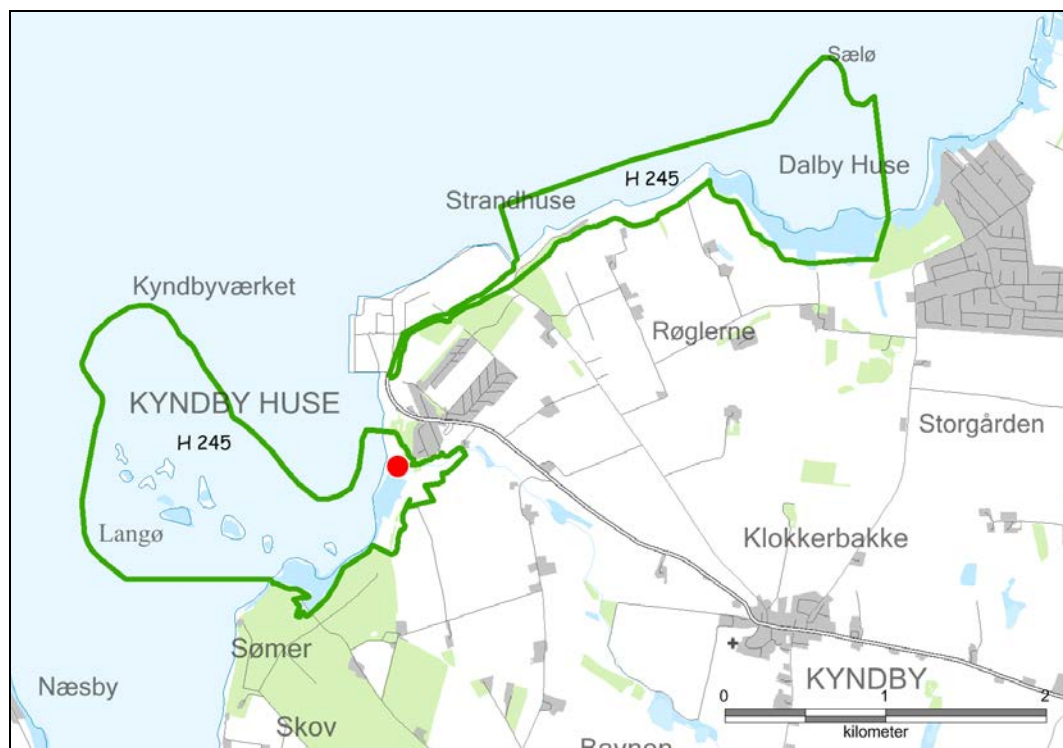 Sælø
Dalby Huse
H 245
Strandhuse
Kyndbyværket
Røglerne
KYNDBY HUSE
H 245
Storgården
Langø
Klokkerbakke
Sømer
Skov
Næsby
KYNDBY
0 1 2
kilometer